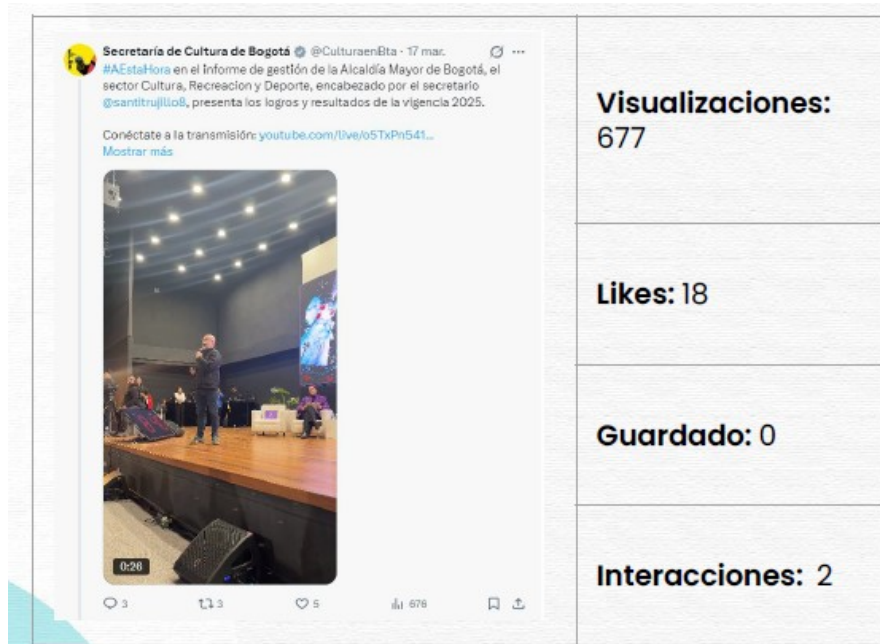 Secretaría de Cultura de Bogotá @CulturaenBta · 17 mar.
#AEstaHora en el informe de gestión de la Alcaldía Mayor de Bogotá, el
sector Cultura, Recreacion y Deporte, encabezado por el secretario
@santitrujilloB, presenta los logros y resultados de la vigencia 2025.
Conéctate a la transmisión: youtube.com/live/o5TxPn541...
Mostrar más
0:26
3 3 5 676
Visualizaciones:
677
Likes: 18
Guardado: 0
Interacciones: 2